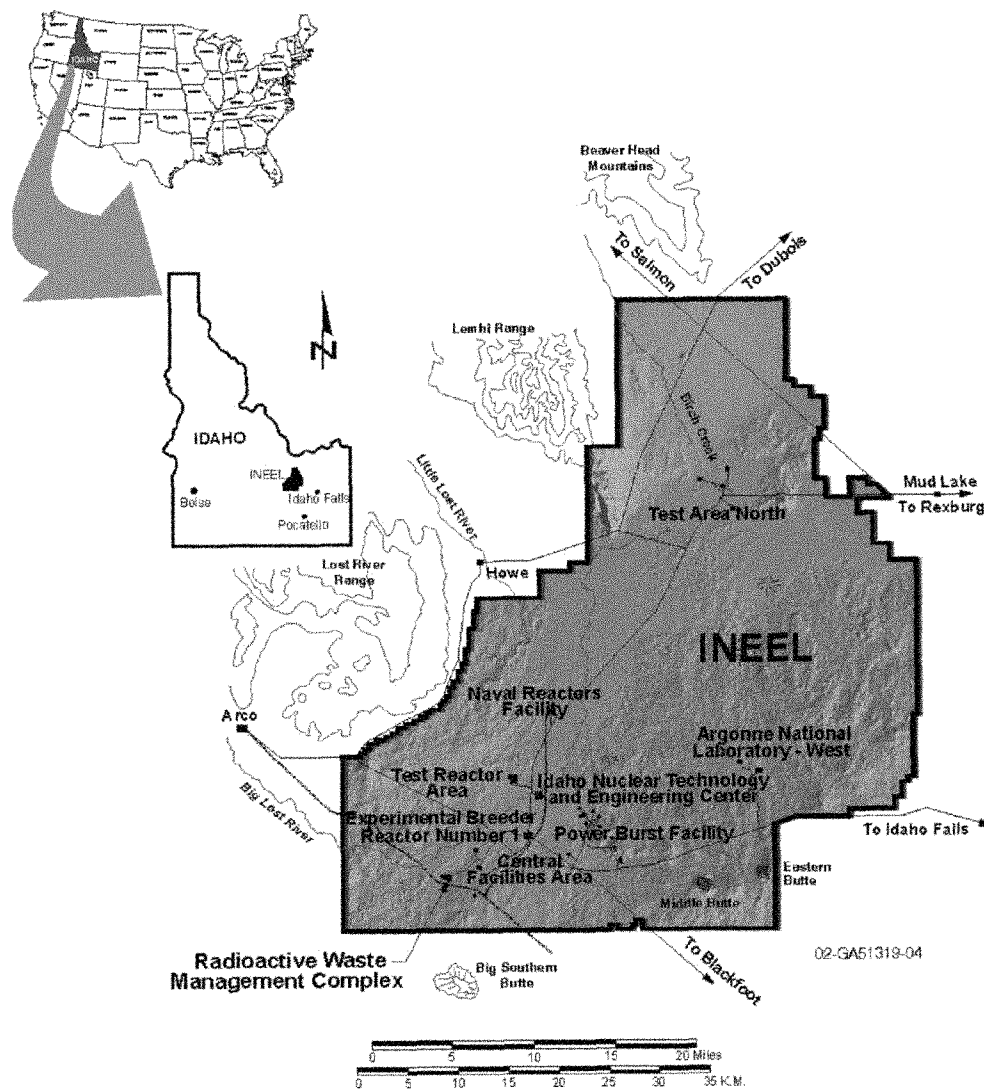 IDAHO
Beaver Head
Mountains
To Salmon
To Dubois
N
Lemhi Range
Birch Creek
IDAHO
INEEL
Boise
Idaho Falls
Pocatello
Little Lost River
Mud Lake
To Rexburg
Test Area North
Lost River
Range
Howe
INEEL
Naval Reactors
Facility
Arco
Argonne National
Laboratory - West
Test Reactor
Area
Idaho Nuclear Technology
and Engineering Center
Big Lost River
Experimental Breeder
Reactor Number 1
Power Burst Facility
To Idaho Falls
Central
Facilities Area
Eastern
Butte
Middle Butte
Radioactive Waste
Management Complex
Big Southern
Butte
To Blackfoot
02-GA51319-04
0 5 10 15 20 Miles
0 5 10 15 20 25 30 35 K.M.